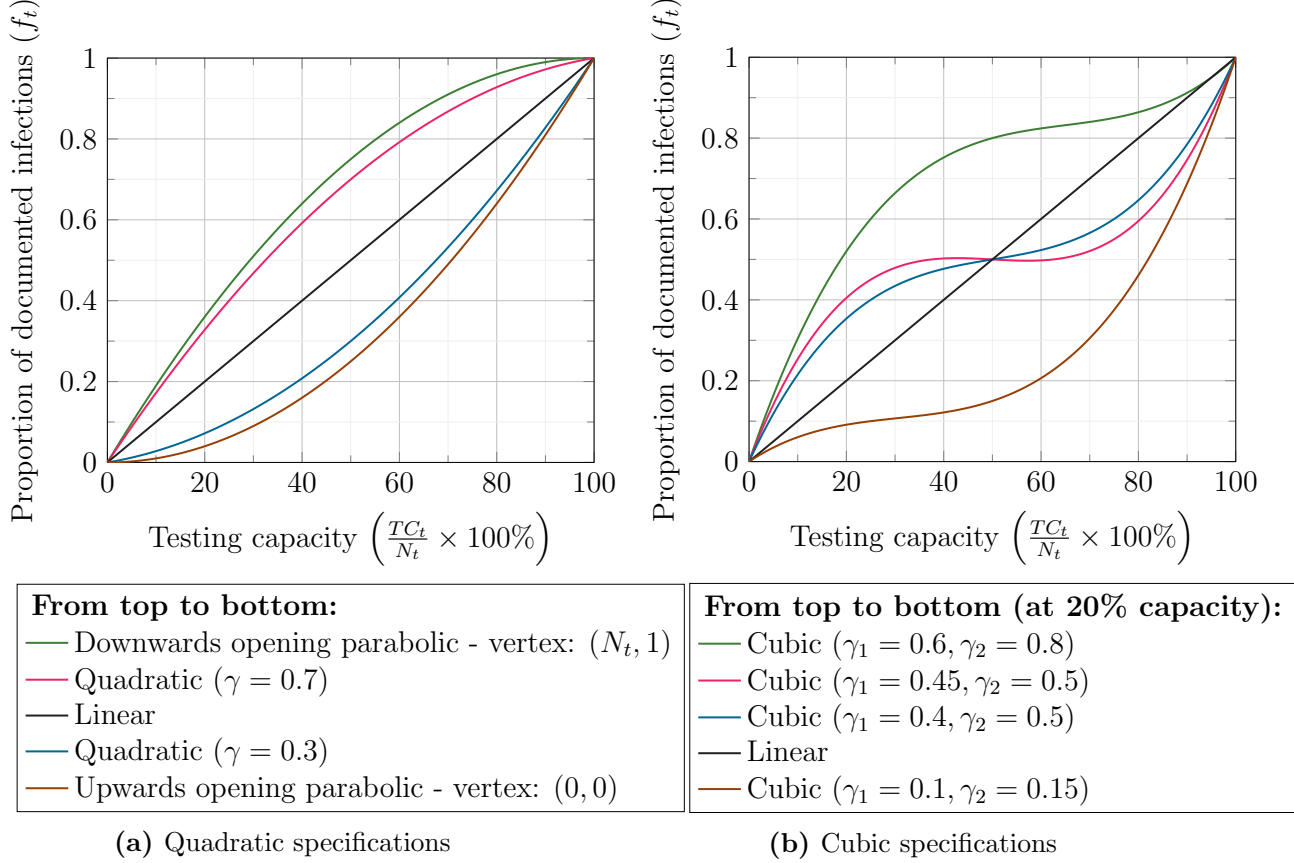 Proportion of documented infections (f_t)
1
0.8
0.6
0.4
0.2
0
0 20 40 60 80 100
Testing capacity (TC_t/N_t × 100%)
From top to bottom:
Downwards opening parabolic - vertex: (N_t, 1)
Quadratic (γ = 0.7)
Linear
Quadratic (γ = 0.3)
Upwards opening parabolic - vertex: (0, 0)
(a) Quadratic specifications
Proportion of documented infections (f_t)
1
0.8
0.6
0.4
0.2
0
0 20 40 60 80 100
Testing capacity (TC_t/N_t × 100%)
From top to bottom (at 20% capacity):
Cubic (γ_1 = 0.6, γ_2 = 0.8)
Cubic (γ_1 = 0.45, γ_2 = 0.5)
Cubic (γ_1 = 0.4, γ_2 = 0.5)
Linear
Cubic (γ_1 = 0.1, γ_2 = 0.15)
(b) Cubic specifications